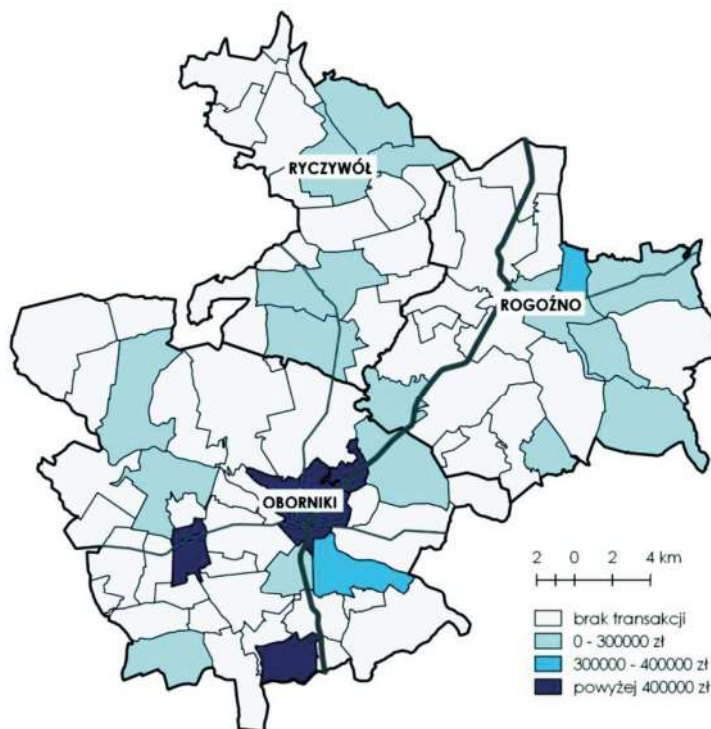 RYCZYWÓŁ
ROGOŹNO
OBORNIKI
2 0 2 4 km
brak transakcji
0 - 300000 zł
300000 - 400000 zł
powyżej 400000 zł